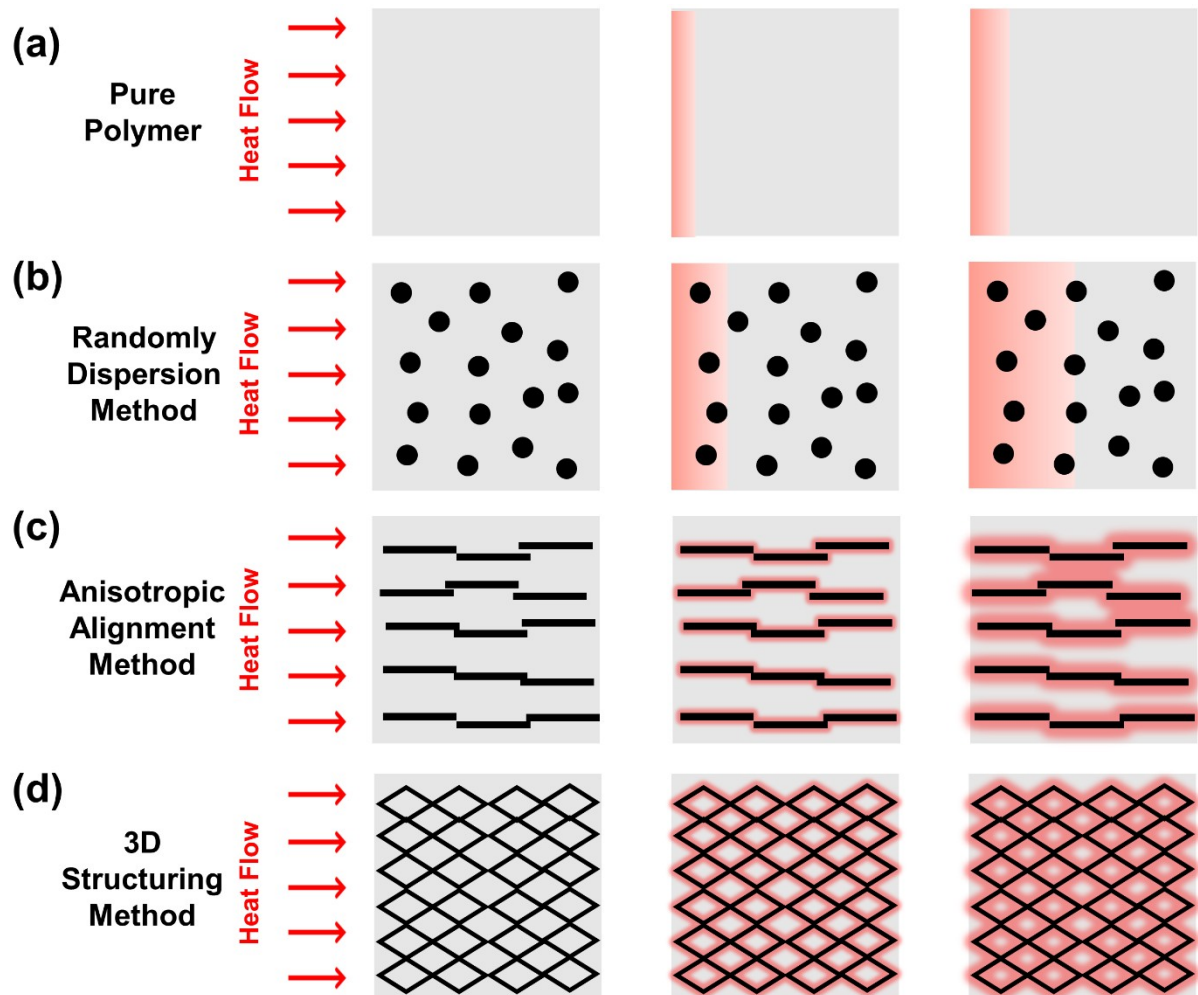 (a)
Pure
Polymer
Heat Flow
(b)
Randomly
Dispersion
Method
Heat Flow
(c)
Anisotropic
Alignment
Method
Heat Flow
(d)
3D
Structuring
Method
Heat Flow